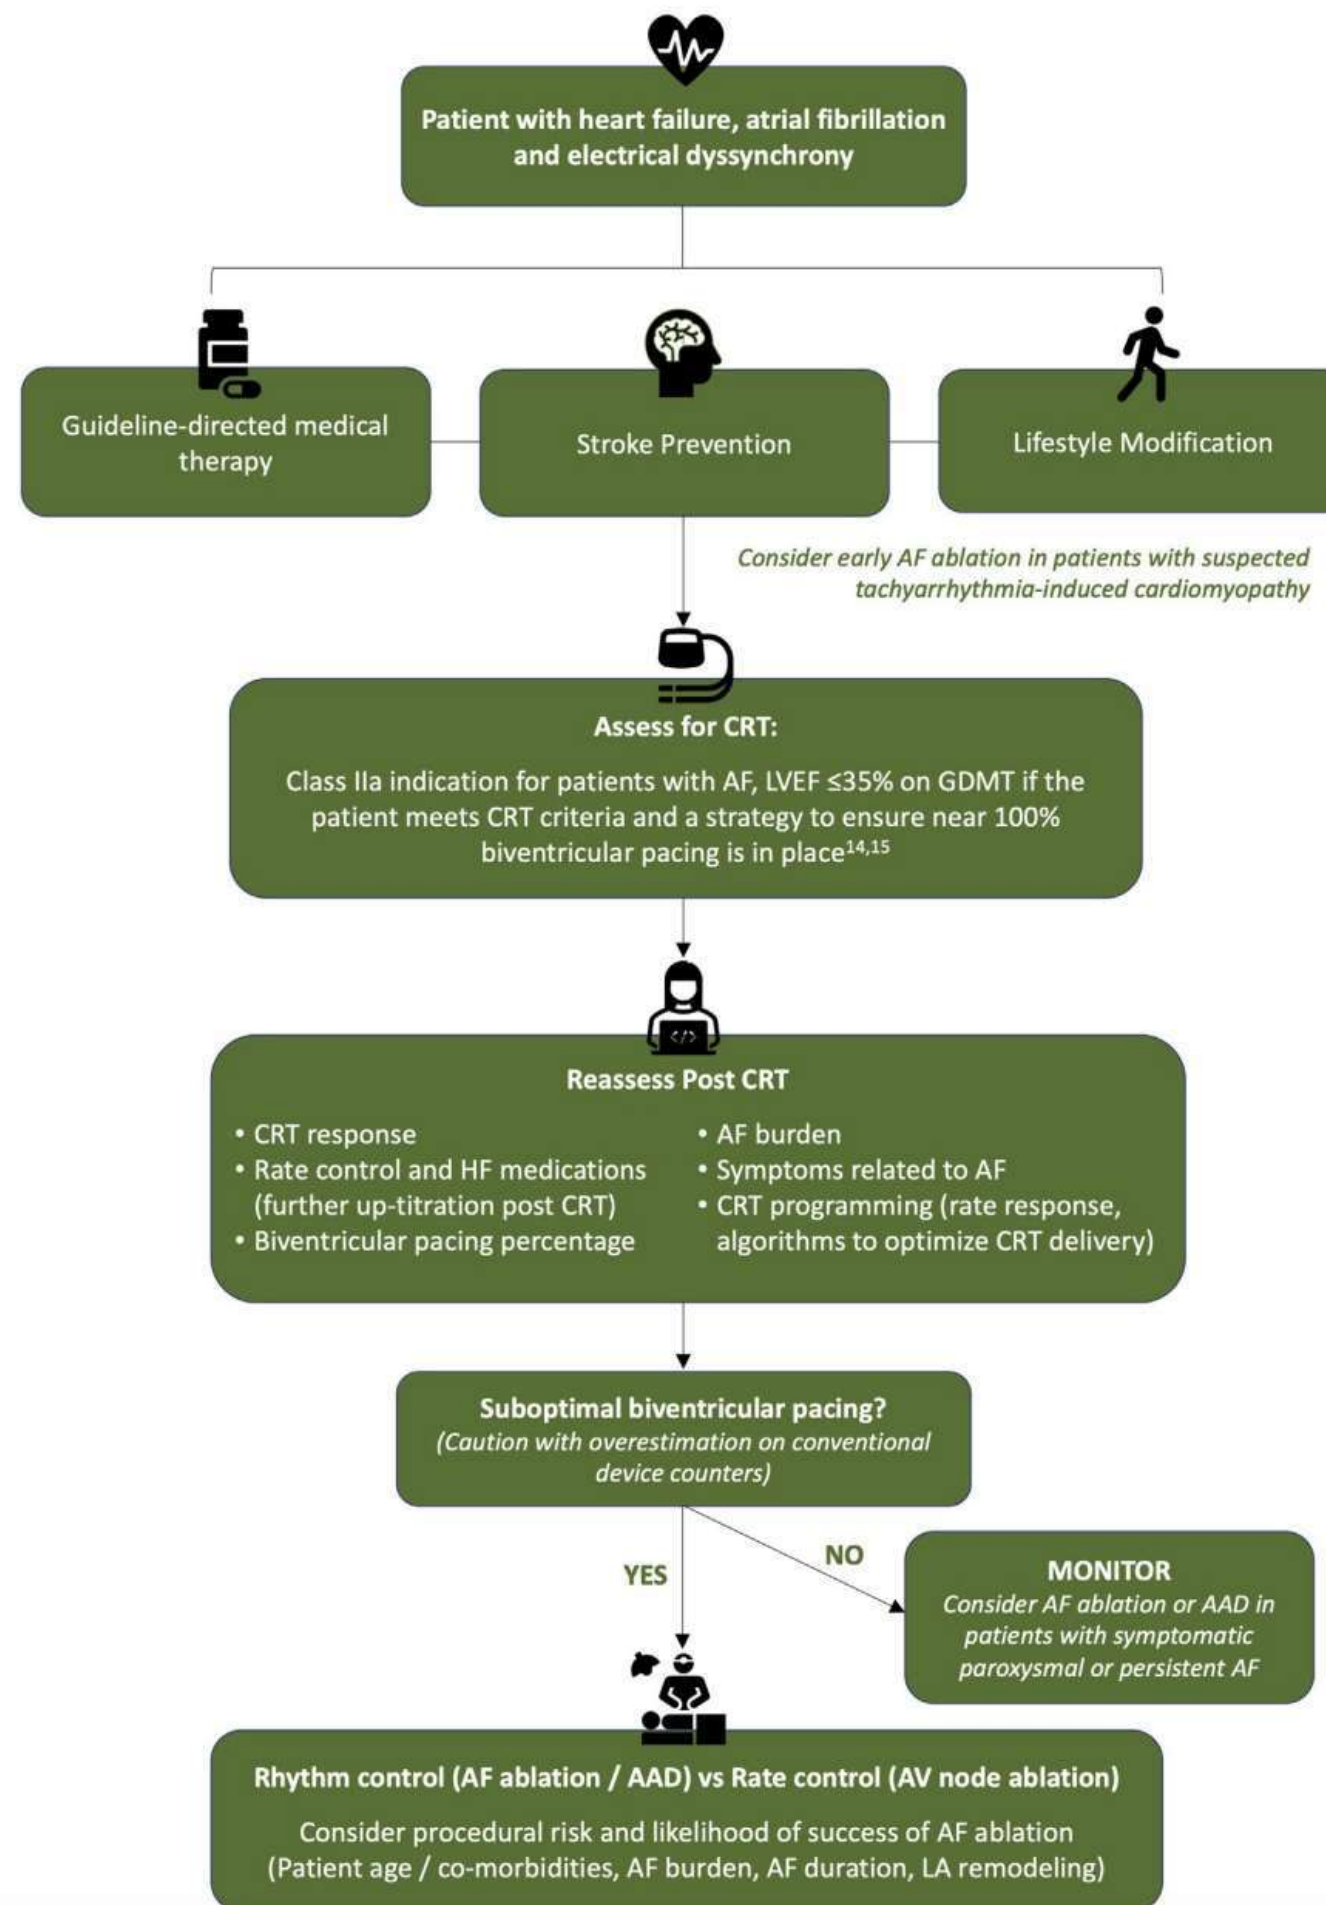 Patient with heart failure, atrial fibrillation
and electrical dyssynchrony
Guideline-directed medical
therapy
Stroke Prevention
Lifestyle Modification
Consider early AF ablation in patients with suspected
tachyarrhythmia-induced cardiomyopathy
Assess for CRT:
Class IIa indication for patients with AF, LVEF ≤35% on GDMT if the
patient meets CRT criteria and a strategy to ensure near 100%
biventricular pacing is in place¹⁴,¹⁵
</>
Reassess Post CRT
• CRT response
• Rate control and HF medications
(further up-titration post CRT)
• Biventricular pacing percentage
• AF burden
• Symptoms related to AF
• CRT programming (rate response,
algorithms to optimize CRT delivery)
Suboptimal biventricular pacing?
(Caution with overestimation on conventional
device counters)
YES
NO
MONITOR
Consider AF ablation or AAD in
patients with symptomatic
paroxysmal or persistent AF
Rhythm control (AF ablation / AAD) vs Rate control (AV node ablation)
Consider procedural risk and likelihood of success of AF ablation
(Patient age / co-morbidities, AF burden, AF duration, LA remodeling)